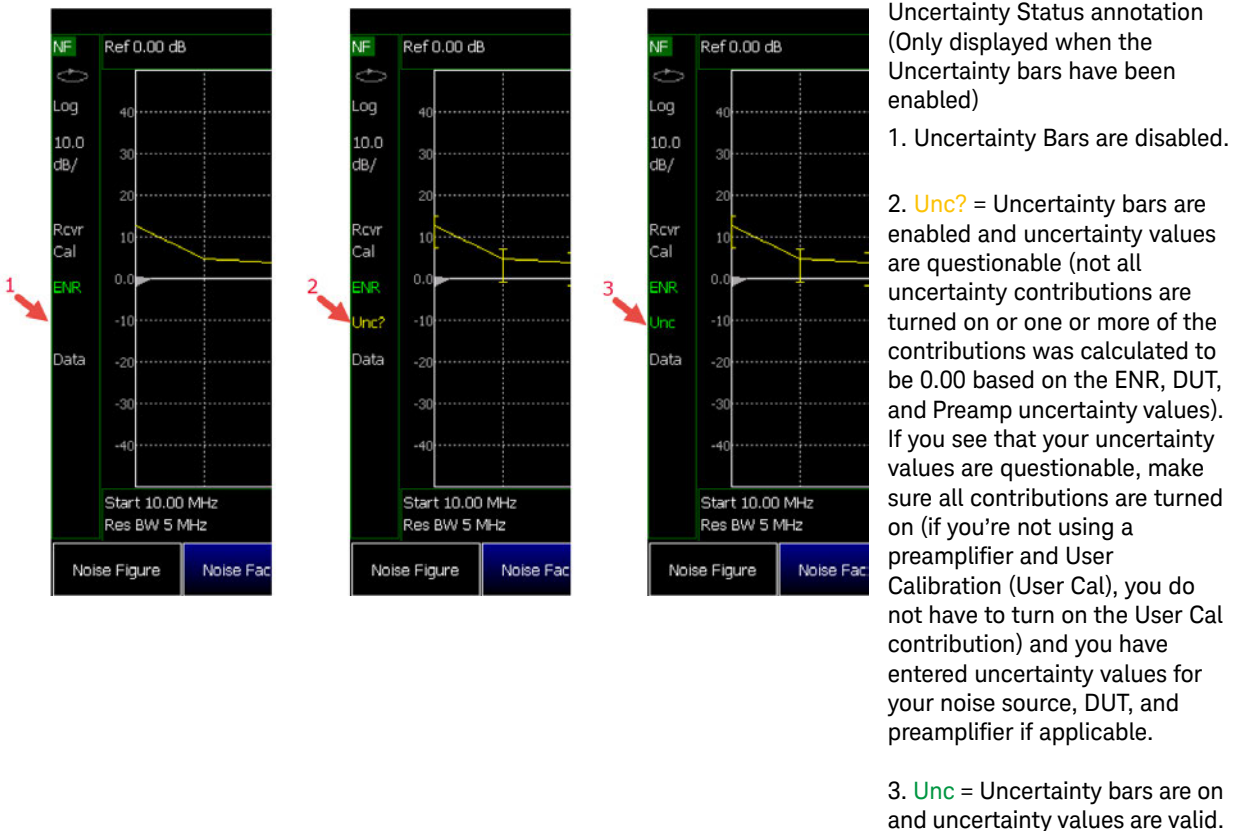 NF
Ref 0.00 dB
Log
10.0
dB/
40
30
20
10
0.0
-10
-20
-30
-40
Rcvr
Cal
ENR
Data
1
Start 10.00 MHz
Res BW 5 MHz
Noise Figure
Noise Fac
NF
Ref 0.00 dB
Log
10.0
dB/
40
30
20
10
0.0
-10
-20
-30
-40
Rcvr
Cal
ENR
Unc?
Data
2
Start 10.00 MHz
Res BW 5 MHz
Noise Figure
Noise Fac
NF
Ref 0.00 dB
Log
10.0
dB/
40
30
20
10
0.0
-10
-20
-30
-40
Rcvr
Cal
ENR
Unc
Data
3
Start 10.00 MHz
Res BW 5 MHz
Noise Figure
Noise Fac
Uncertainty Status annotation
(Only displayed when the
Uncertainty bars have been
enabled)
1. Uncertainty Bars are disabled.
2. Unc? = Uncertainty bars are
enabled and uncertainty values
are questionable (not all
uncertainty contributions are
turned on or one or more of the
contributions was calculated to
be 0.00 based on the ENR, DUT,
and Preamp uncertainty values).
If you see that your uncertainty
values are questionable, make
sure all contributions are turned
on (if you're not using a
preamplifier and User
Calibration (User Cal), you do
not have to turn on the User Cal
contribution) and you have
entered uncertainty values for
your noise source, DUT, and
preamplifier if applicable.
3. Unc = Uncertainty bars are on
and uncertainty values are valid.